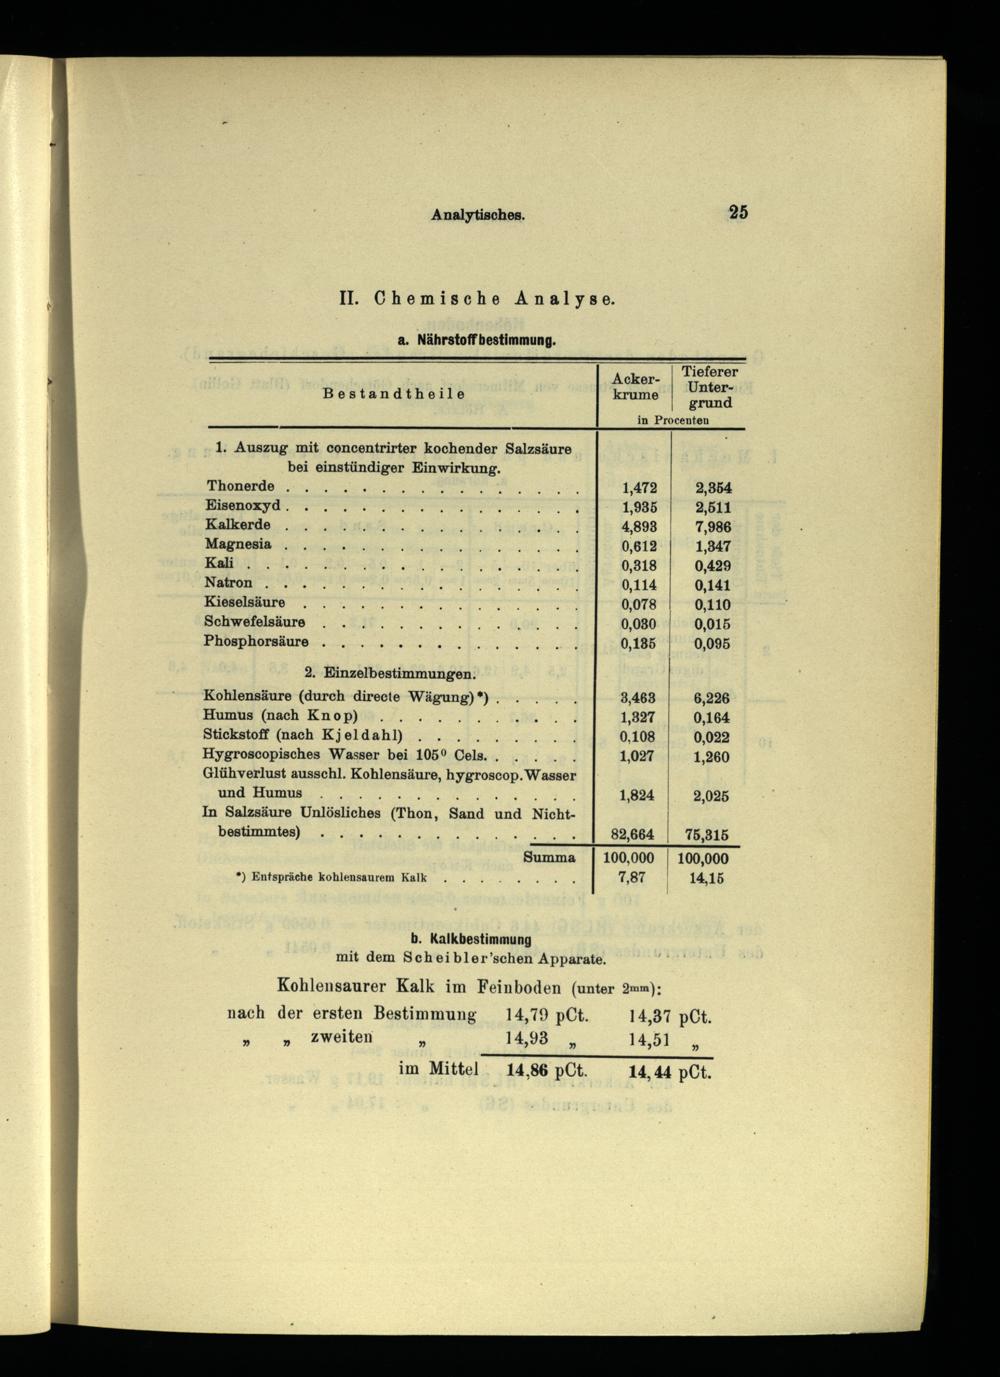 Analytisches. 25
II. Chemische Analyse.
a. Nährstoffbestimmung.
Bestandtheile Acker-krume Tieferer Unter-grund
in Procenten
1. Auszug mit concentrirter kochender Salzsäure
bei einstündiger Einwirkung.
Thonerde . . . . . . . . . . . . . . . . 1,472 2,354
Eisenoxyd . . . . . . . . . . . . . . . . 1,935 2,511
Kalkerde . . . . . . . . . . . . . . . . 4,893 7,986
Magnesia . . . . . . . . . . . . . . . . 0,612 1,347
Kali . . . . . . . . . . . . . . . . . . 0,318 0,429
Natron . . . . . . . . . . . . . . . . . 0,114 0,141
Kieselsäure . . . . . . . . . . . . . . . 0,078 0,110
Schwefelsäure . . . . . . . . . . . . . . 0,030 0,015
Phosphorsäure . . . . . . . . . . . . . . 0,135 0,095
2. Einzelbestimmungen.
Kohlensäure (durch directe Wägung)*) . . . . . 3,463 6,226
Humus (nach Knop) . . . . . . . . . . . 1,327 0,164
Stickstoff (nach Kjeldahl) . . . . . . . . . 0,108 0,022
Hygroscopisches Wasser bei 105° Cels. . . . . . 1,027 1,260
Glühverlust ausschl. Kohlensäure, hygroscop. Wasser
und Humus . . . . . . . . . . . . . . 1,824 2,025
In Salzsäure Unlösliches (Thon, Sand und Nicht-
bestimmtes) . . . . . . . . . . . . . . 82,664 75,315
Summa 100,000 100,000
*) Entspräche kohlensaurem Kalk . . . . . . . . 7,87 14,15
b. Kalkbestimmung
mit dem Scheibler'schen Apparate.
Kohlensaurer Kalk im Feinboden (unter 2mm):
nach der ersten Bestimmung 14,79 pCt. 14,37 pCt.
„ „ zweiten „ 14,93 „ 14,51 „
im Mittel 14,86 pCt. 14,44 pCt.